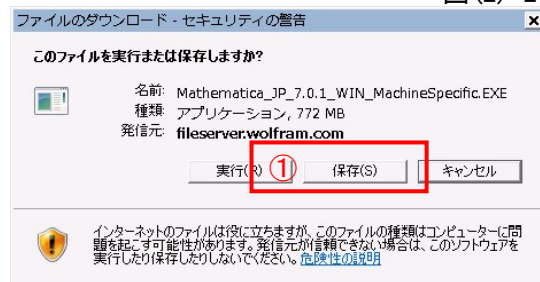 ファイルのダウンロード - セキュリティの警告
このファイルを実行または保存しますか?
名前: Mathematica_JP_7.0.1_WIN_MachineSpecific.EXE
種類: アプリケーション, 772 MB
発信元: fileserver.wolfram.com
実行(R) ① 保存(S) キャンセル
インターネットのファイルは役に立ちますが、このファイルの種類はコンピューターに問
題を起こす可能性があります。発信元が信頼できない場合は、このソフトウェアを
実行したり保存したりしないでください。危険性の説明